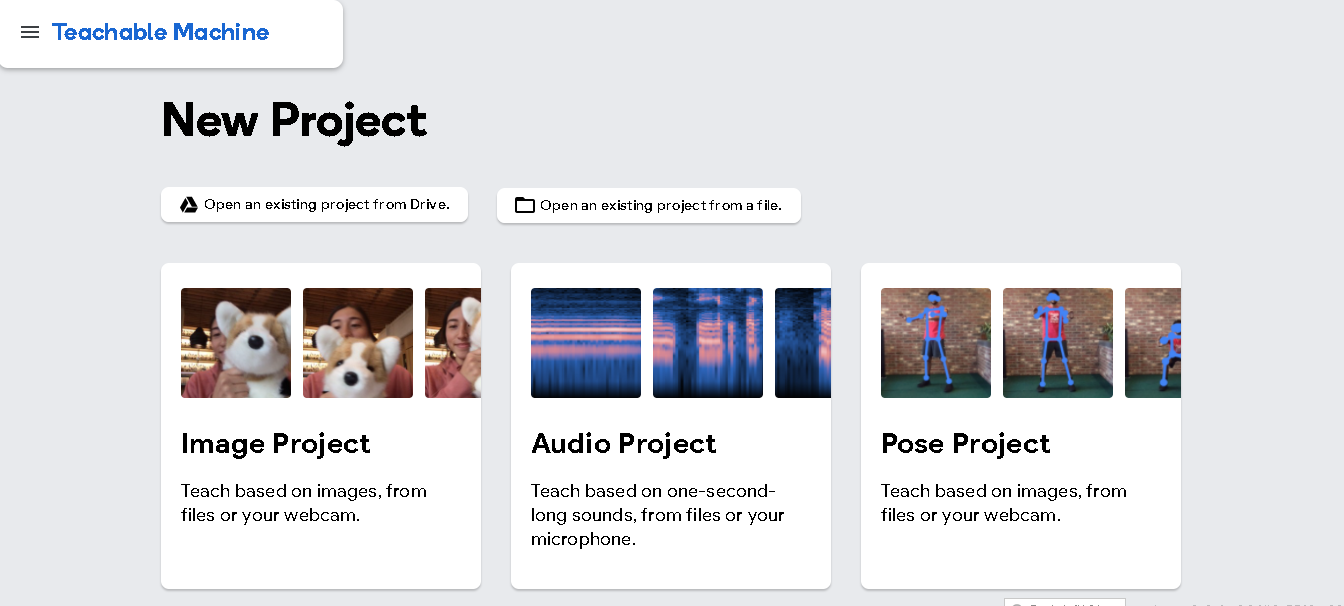 Teachable Machine
New Project
Open an existing project from Drive.
Open an existing project from a file.
Image Project
Teach based on images, from
files or your webcam.
Audio Project
Teach based on one-second-
long sounds, from files or your
microphone.
Pose Project
Teach based on images, from
files or your webcam.